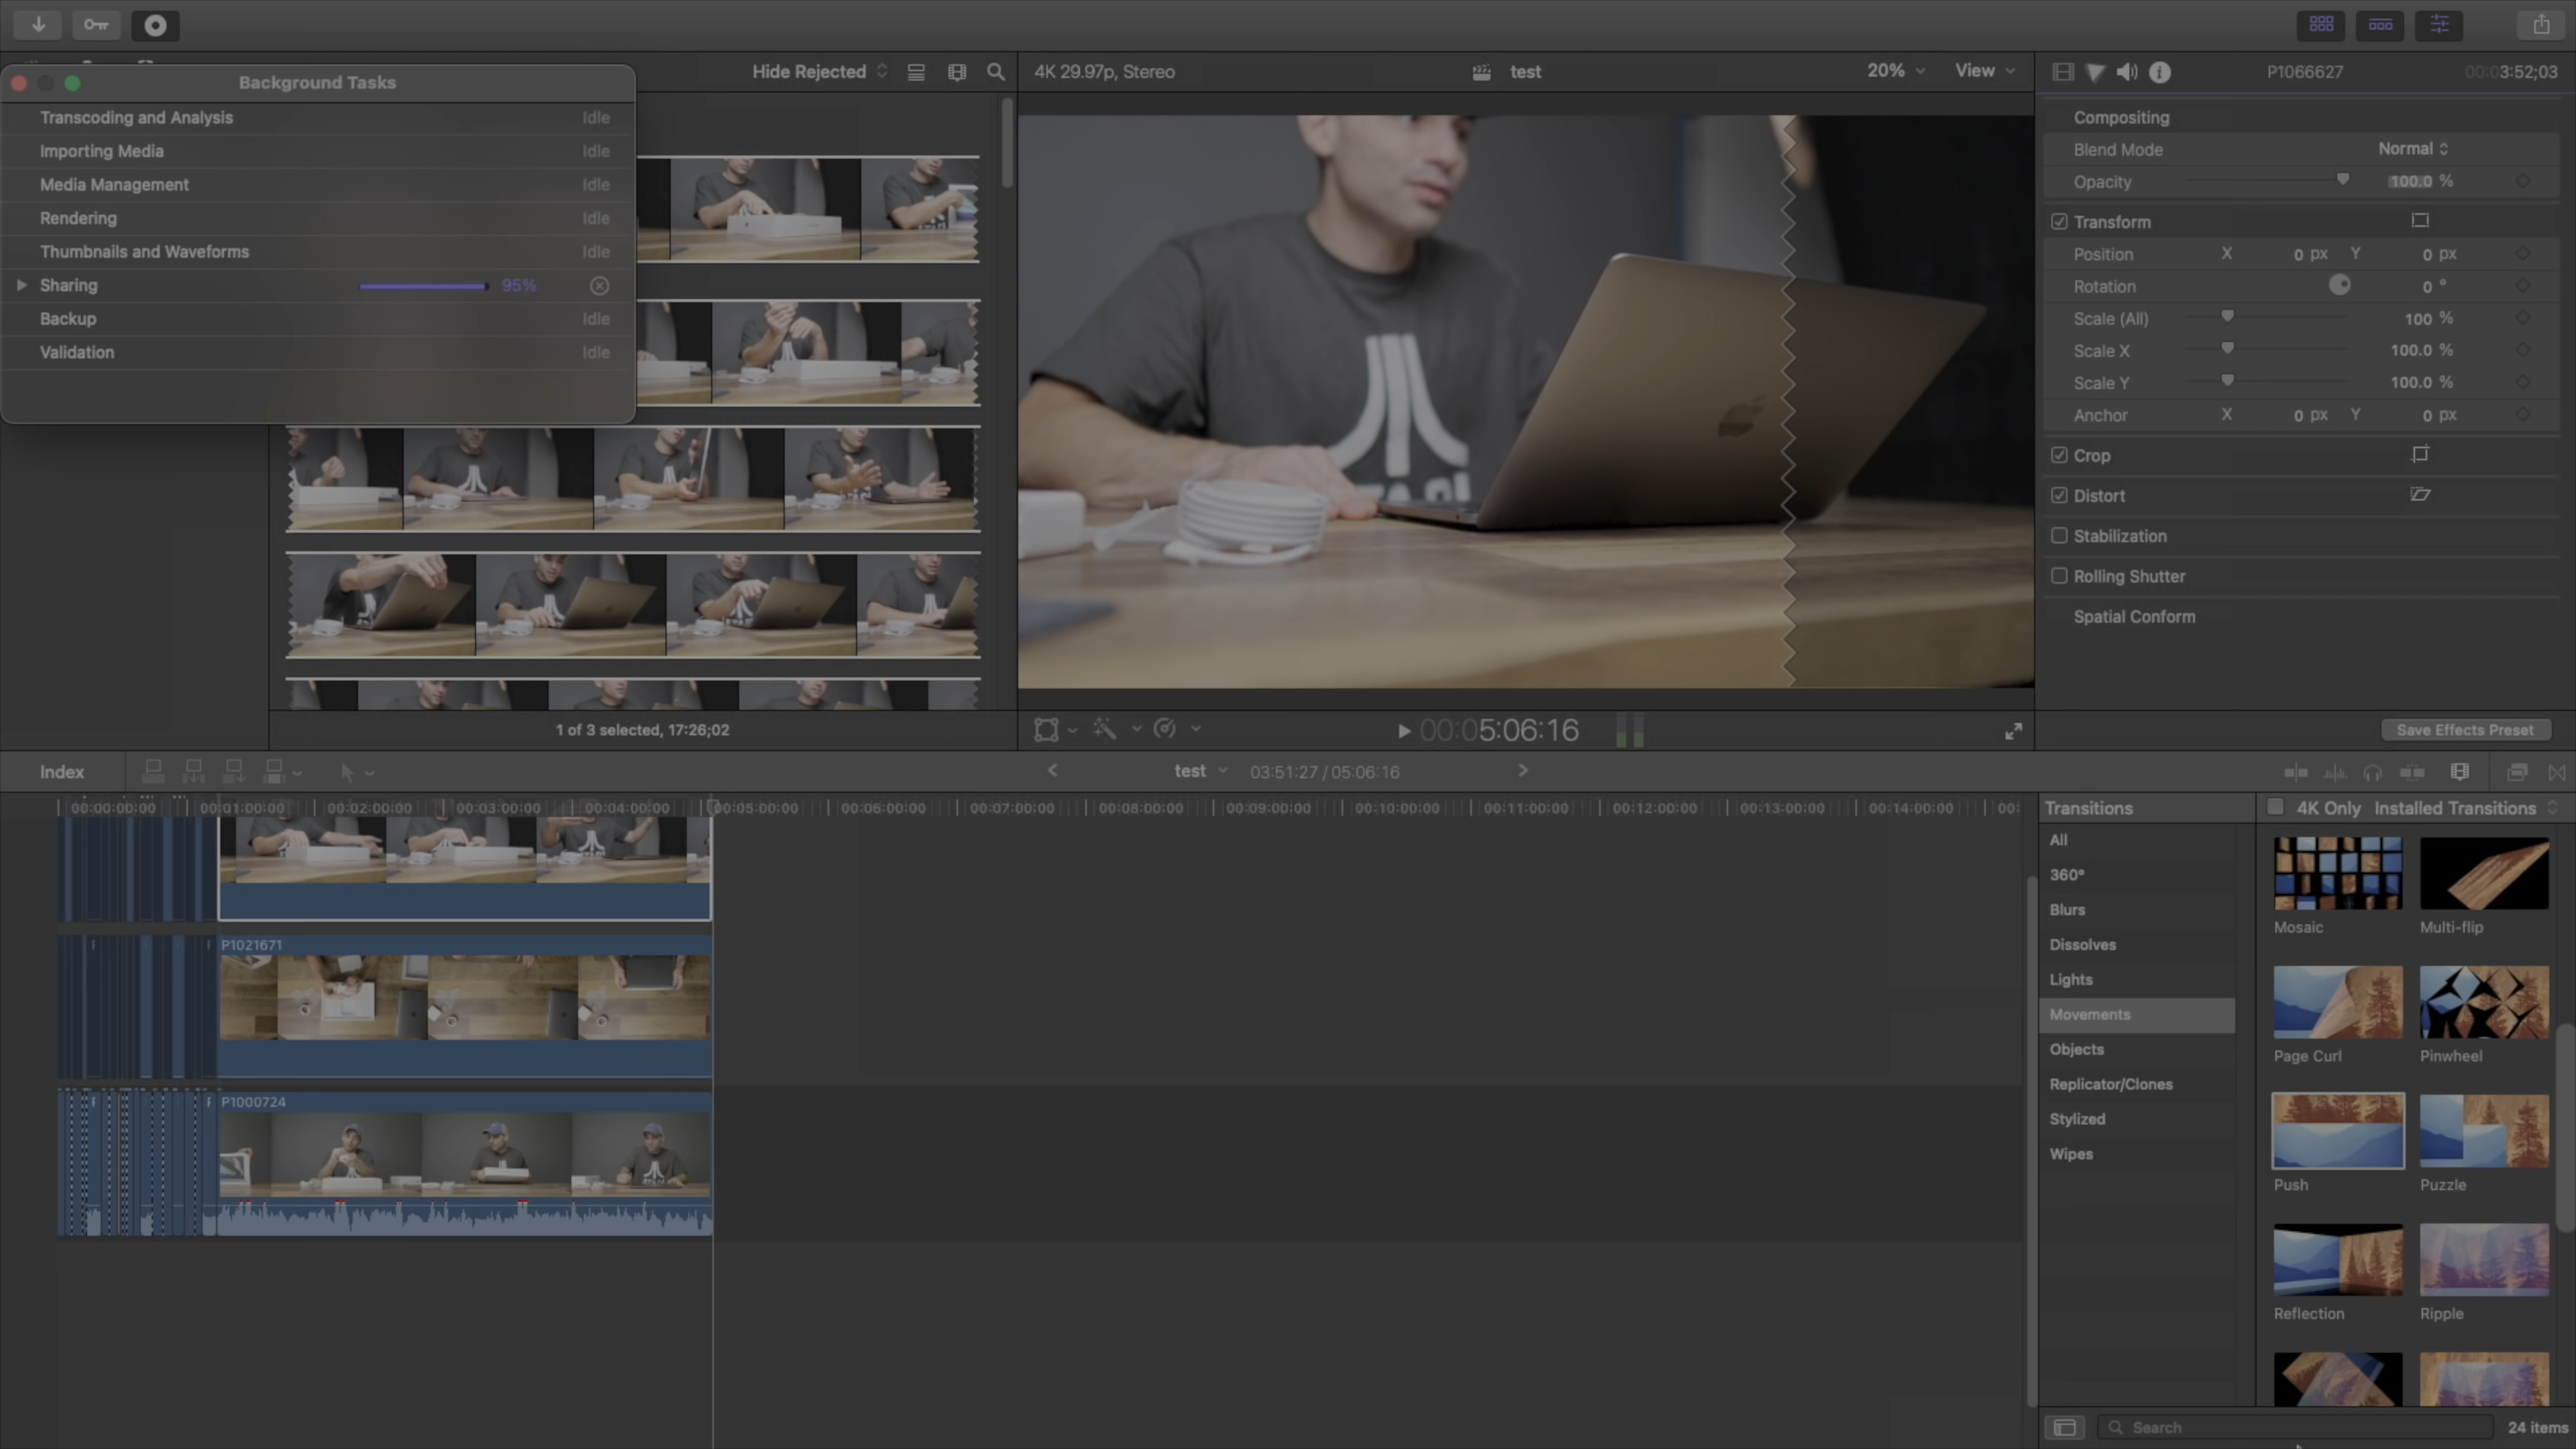 Hide Rejected
4K 29.97p, Stereo
test
20%
View
P1066627
00:03:52;03
Background Tasks
Transcoding and Analysis Idle
Importing Media Idle
Media Management Idle
Rendering Idle
Thumbnails and Waveforms Idle
Sharing 95%
Backup Idle
Validation Idle
Compositing
Blend Mode Normal
Opacity 100.0 %
Transform
Position X 0 px Y 0 px
Rotation 0 °
Scale (All) 100 %
Scale X 100.0 %
Scale Y 100.0 %
Anchor X 0 px Y 0 px
Crop
Distort
Stabilization
Rolling Shutter
Spatial Conform
1 of 3 selected, 17:26;02
00:05:06:16
Save Effects Preset
Index
test
03:51:27 / 05:06:16
00:00:00:00 00:01:00:00 00:02:00:00 00:03:00:00 00:04:00:00 00:05:00:00 00:06:00:00 00:07:00:00 00:08:00:00 00:09:00:00 00:10:00:00 00:11:00:00 00:12:00:00 00:13:00:00 00:14:00:00 00:
P1021671
P1000724
Transitions
4K Only Installed Transitions
All
360°
Blurs
Dissolves
Lights
Movements
Objects
Replicator/Clones
Stylized
Wipes
Mosaic Multi-flip
Page Curl Pinwheel
Push Puzzle
Reflection Ripple
Search
24 items